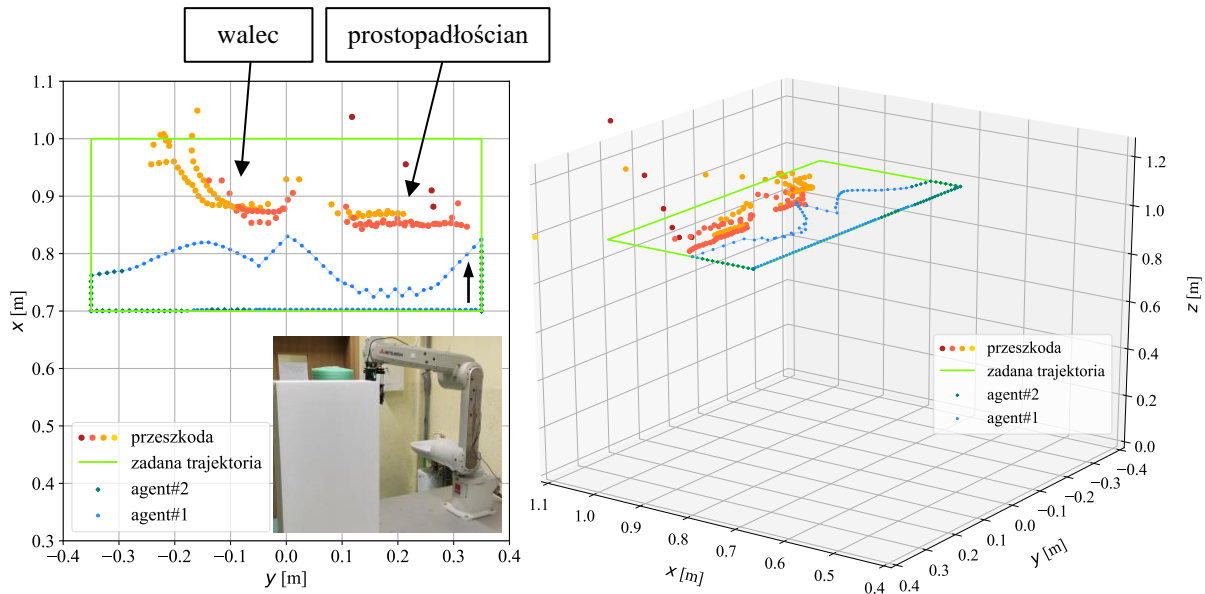 walec
prostopadłościan
1.1
1.0
0.9
0.8
0.7
0.6
0.5
0.4
0.3
x [m]
−0.4 −0.3 −0.2 −0.1 0.0 0.1 0.2 0.3 0.4
y [m]
przeszkoda
zadana trajektoria
agent#2
agent#1
1.2
1.0
0.8
0.6
0.4
0.2
0.0
z [m]
przeszkoda
zadana trajektoria
agent#2
agent#1
1.1 1.0 0.9 0.8 0.7 0.6 0.5 0.4
x [m]
0.4 0.3 0.2 0.1 0.0 −0.1 −0.2 −0.3 −0.4
y [m]